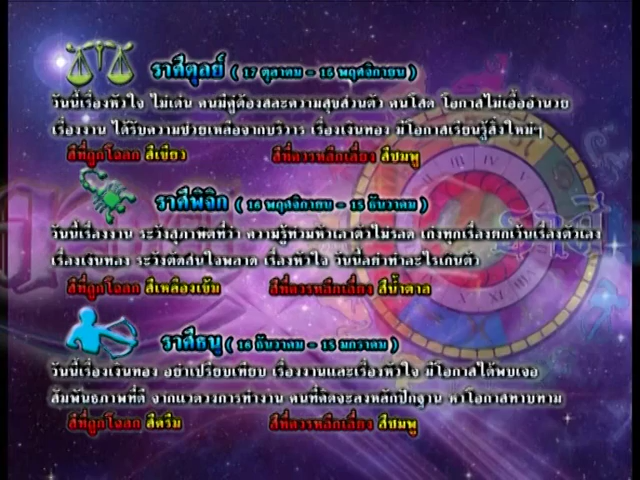 ราศีตุลย์ ( 17 ตุลาคม - 15 พฤศจิกายน )
วันนี้เรื่องหัวใจ ไม่เด่น คนมีคู่ต้องสละความสุขส่วนตัว คนโสด โอกาสไม่เอื้ออำนวย
เรื่องงาน ได้รับความช่วยเหลือจากบริวาร เรื่องเงินทอง มีโอกาสเรียนรู้สิ่งใหม่ๆ
สีที่ถูกโฉลก สีเขียว สีที่ควรหลีกเลี่ยง สีชมพู
ราศีพิจิก ( 16 พฤศจิกายน - 15 ธันวาคม )
วันนี้เรื่องงาน ระวังสุภาษิตที่ว่า ความรู้ท่วมหัวเอาตัวไม่รอด เก่งทุกเรื่องยกเว้นเรื่องตัวเอง
เรื่องเงินทอง ระวังตัดสินใจพลาด เรื่องหัวใจ วันนี้อย่าทำอะไรเกินตัว
สีที่ถูกโฉลก สีเหลืองเข้ม สีที่ควรหลีกเลี่ยง สีน้ำตาล
ราศีธนู ( 16 ธันวาคม - 15 มกราคม )
วันนี้เรื่องเงินทอง อย่าเปรียบเทียบ เรื่องงานและเรื่องหัวใจ มีโอกาสได้พบเจอ
สัมพันธภาพที่ดี จากแวดวงการทำงาน คนที่คิดจะลงหลักปักฐาน หาโอกาสทาบทาม
สีที่ถูกโฉลก สีครีม สีที่ควรหลีกเลี่ยง สีชมพู
ราศี